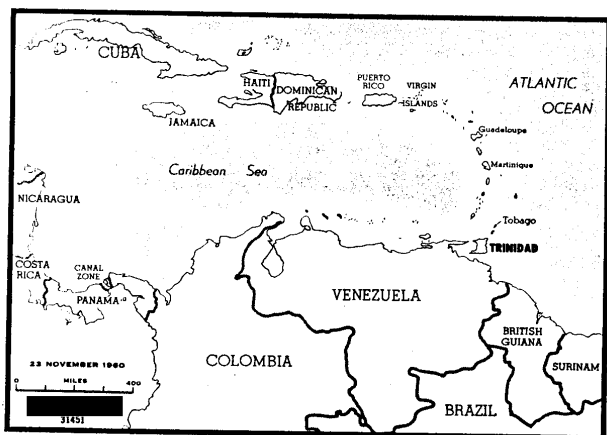 CUBA
HAITI
DOMINICAN
REPUBLIC
PUERTO
RICO
VIRGIN
ISLANDS
ATLANTIC
OCEAN
JAMAICA
Guadeloupe
Caribbean Sea
Martinique
NICARAGUA
Tobago
TRINIDAD
COSTA
RICA
CANAL
ZONE
PANAMA
VENEZUELA
BRITISH
GUIANA
SURINAM
COLOMBIA
BRAZIL
23 NOVEMBER 1960
0 MILES 400
31451